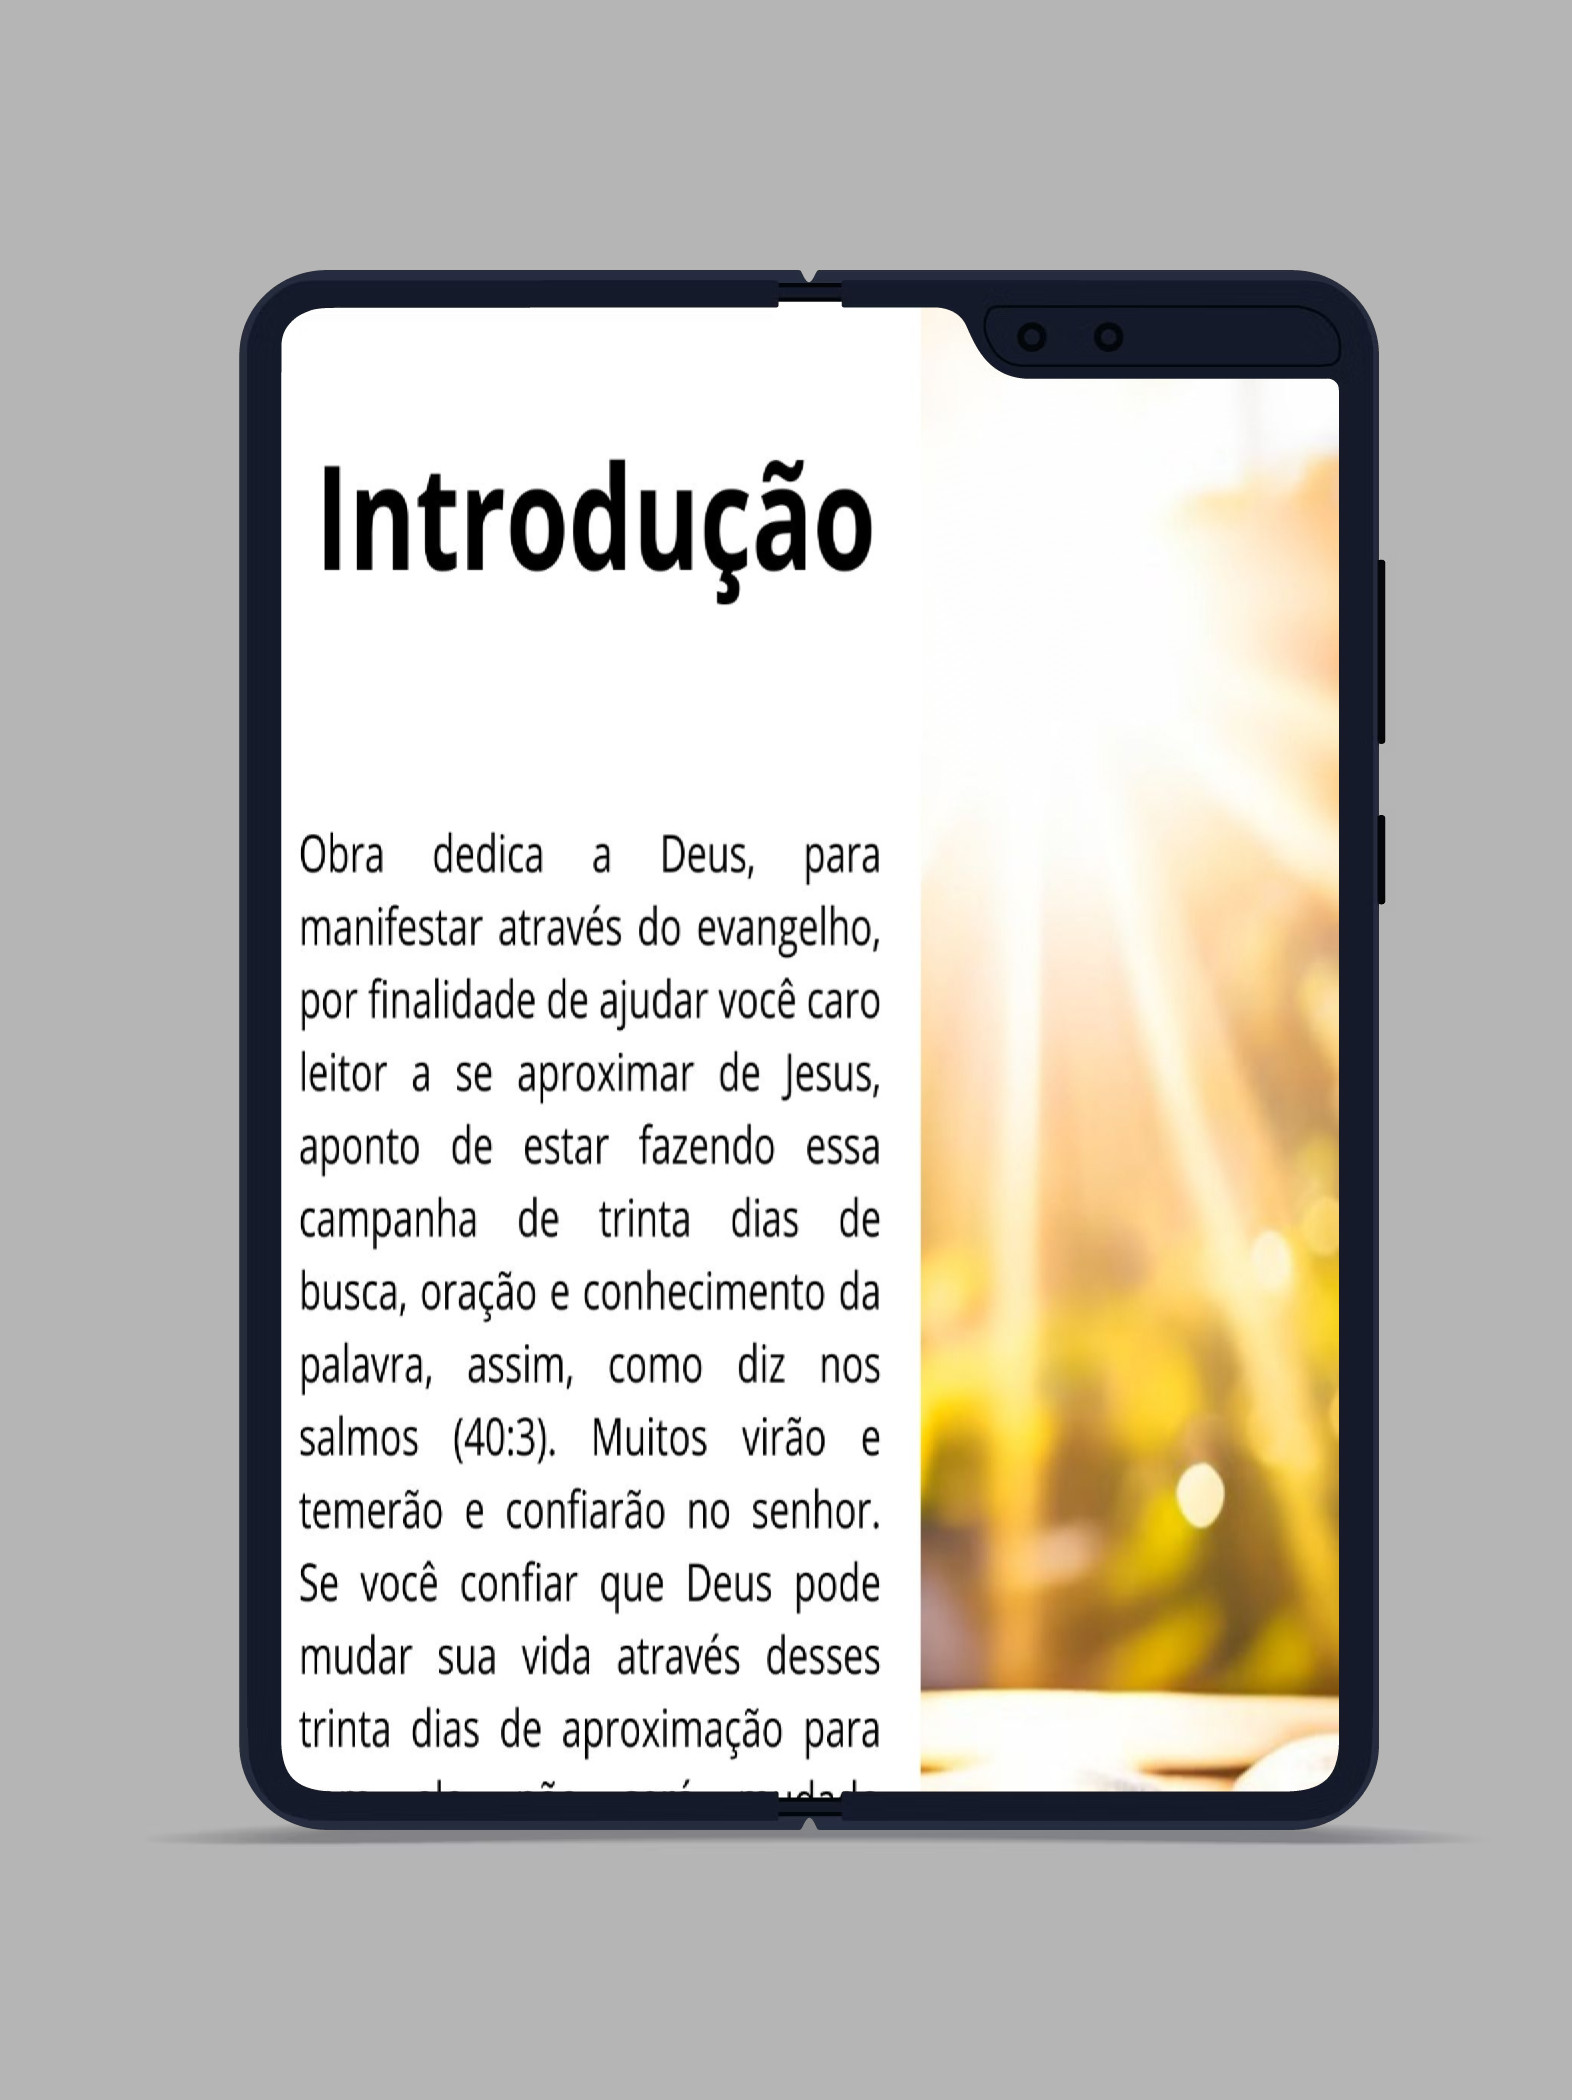 Introdução
Obra dedica a Deus, para
manifestar através do evangelho,
por finalidade de ajudar você caro
leitor a se aproximar de Jesus,
aponto de estar fazendo essa
campanha de trinta dias de
busca, oração e conhecimento da
palavra, assim, como diz nos
salmos (40:3). Muitos virão e
temerão e confiarão no senhor.
Se você confiar que Deus pode
mudar sua vida através desses
trinta dias de aproximação para
não será